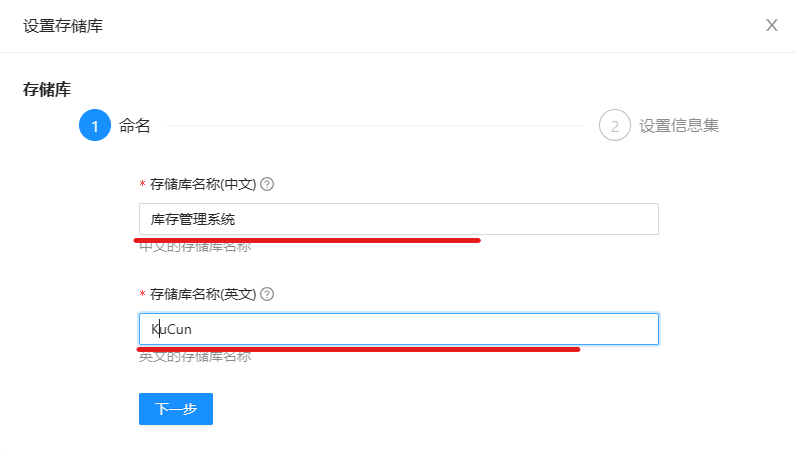 设置存储库
X
存储库
1 命名
2 设置信息集
* 存储库名称(中文) ?
库存管理系统
中文的存储库名称
* 存储库名称(英文) ?
KuCun
英文的存储库名称
下一步